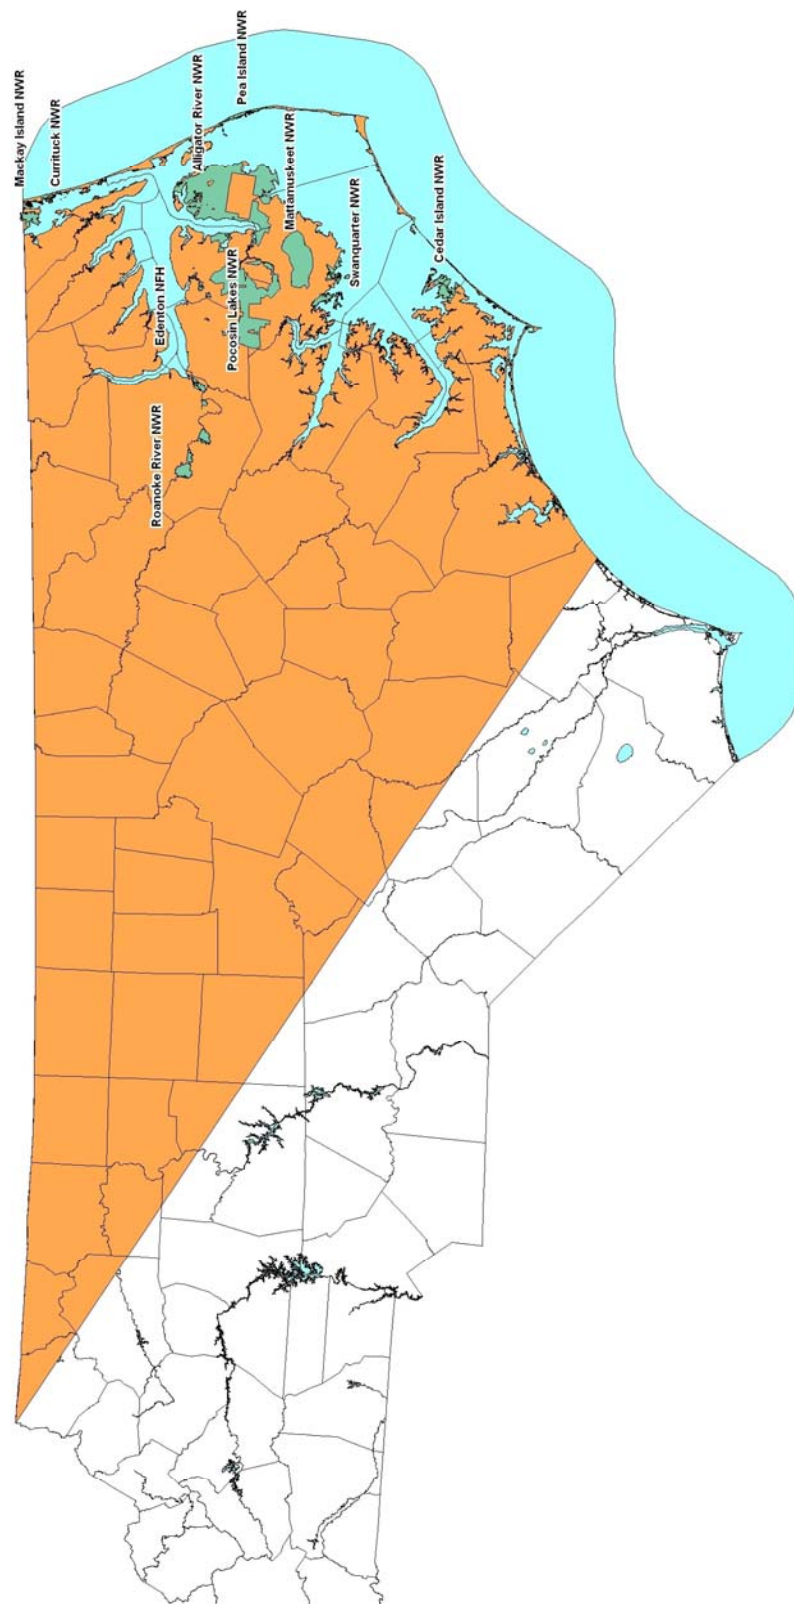 Mackay Island NWR
Currituck NWR
Alligator River NWR
Pea Island NWR
Edenton NFH
Pocosin Lakes NWR
Mattamuskeet NWR
Swanquarter NWR
Cedar Island NWR
Roanoke River NWR